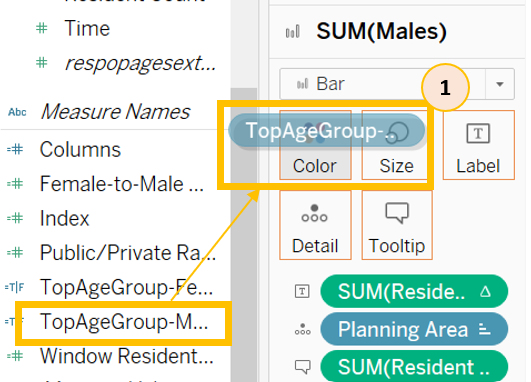 Resident Count
Time
respopagesext...
Abc Measure Names
Columns
Female-to-Male ...
Index
Public/Private Ra...
T|F TopAgeGroup-Fe...
TopAgeGroup-M...
Window Resident...
SUM(Males)
Bar
1
TopAgeGroup-..
Color
Size
T
Label
Detail
Tooltip
T SUM(Reside.. Δ
Planning Area
SUM(Resident ..